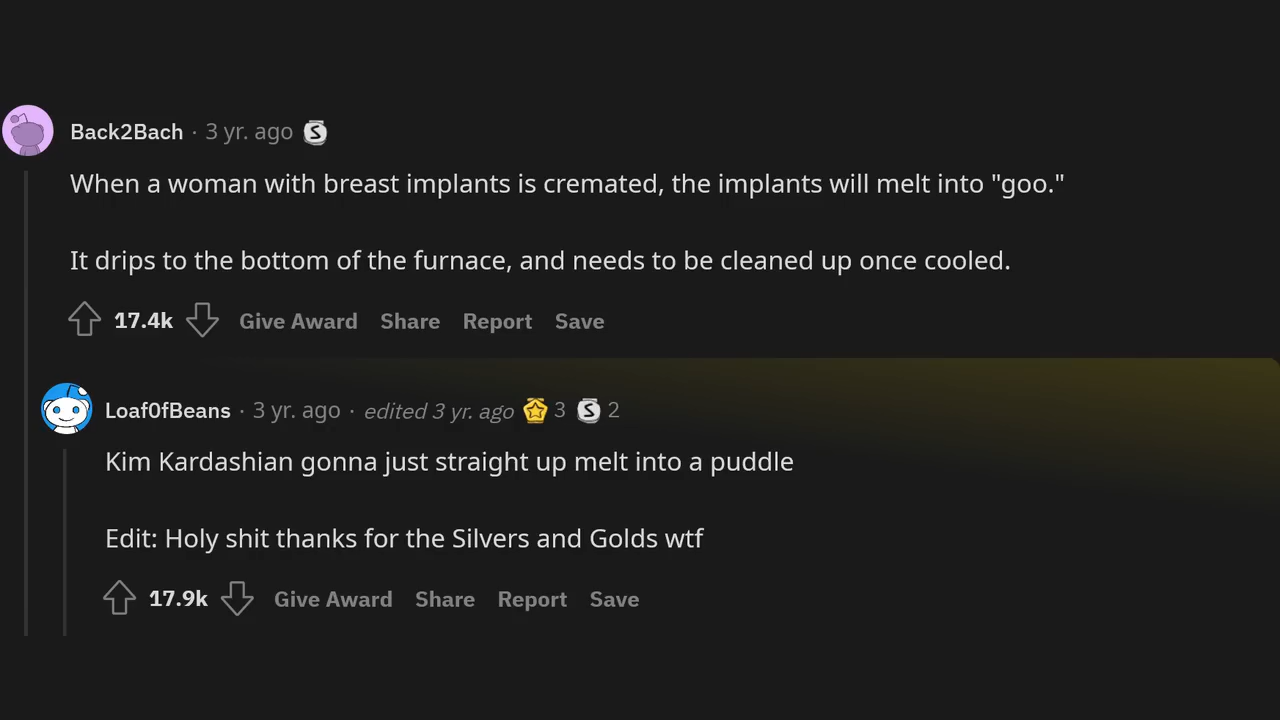 Back2Bach · 3 yr. ago S
When a woman with breast implants is cremated, the implants will melt into "goo."
It drips to the bottom of the furnace, and needs to be cleaned up once cooled.
17.4k Give Award Share Report Save
Loaf0fBeans · 3 yr. ago · edited 3 yr. ago 3 S 2
Kim Kardashian gonna just straight up melt into a puddle
Edit: Holy shit thanks for the Silvers and Golds wtf
17.9k Give Award Share Report Save